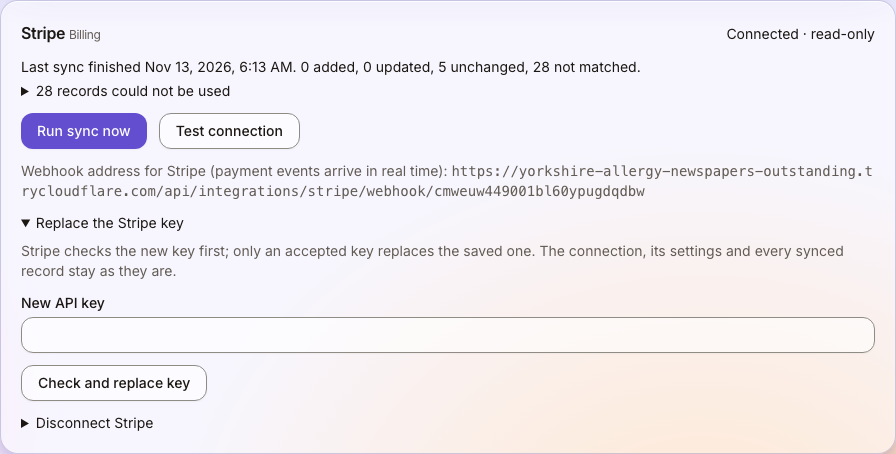 Stripe Billing
Connected · read-only
Last sync finished Nov 13, 2026, 6:13 AM. 0 added, 0 updated, 5 unchanged, 28 not matched.
28 records could not be used
Run sync now
Test connection
Webhook address for Stripe (payment events arrive in real time): https://yorkshire-allergy-newspapers-outstanding.t
rycloudflare.com/api/integrations/stripe/webhook/cmweuw449001bl60ypugdqdbw
Replace the Stripe key
Stripe checks the new key first; only an accepted key replaces the saved one. The connection, its settings and every synced
record stay as they are.
New API key
Check and replace key
Disconnect Stripe